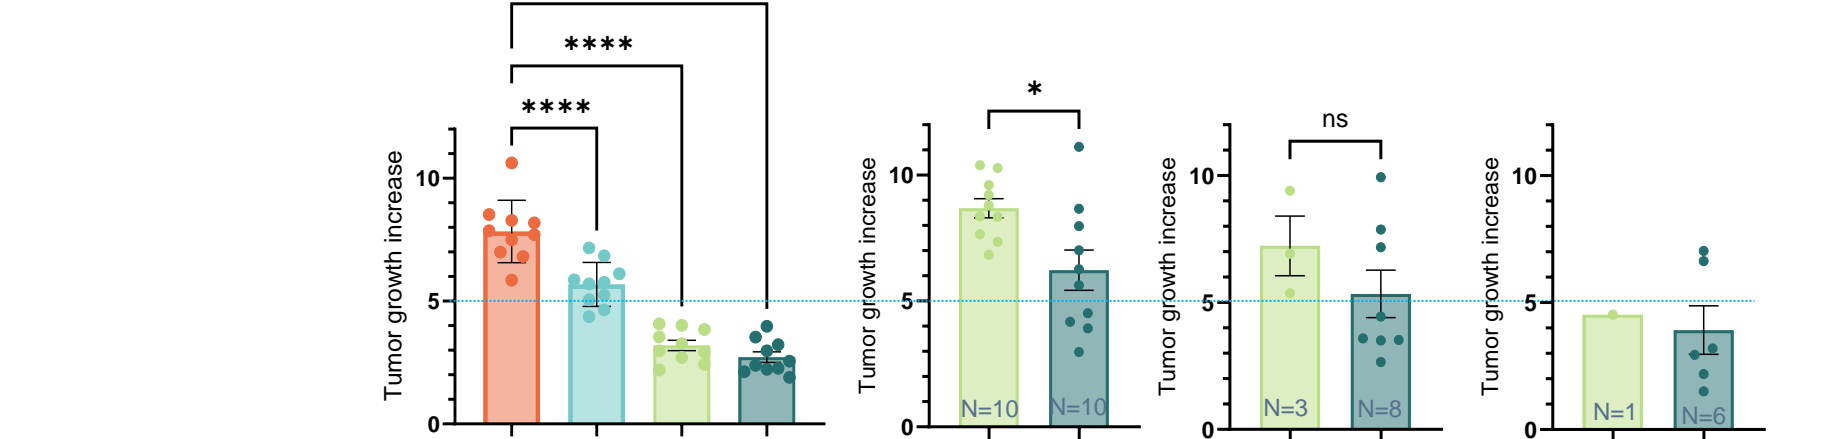 ****
****
Tumor growth increase
10
5
0
*
Tumor growth increase
10
5
0
N=10
N=10
ns
Tumor growth increase
10
5
0
N=3
N=8
Tumor growth increase
10
5
0
N=1
N=6